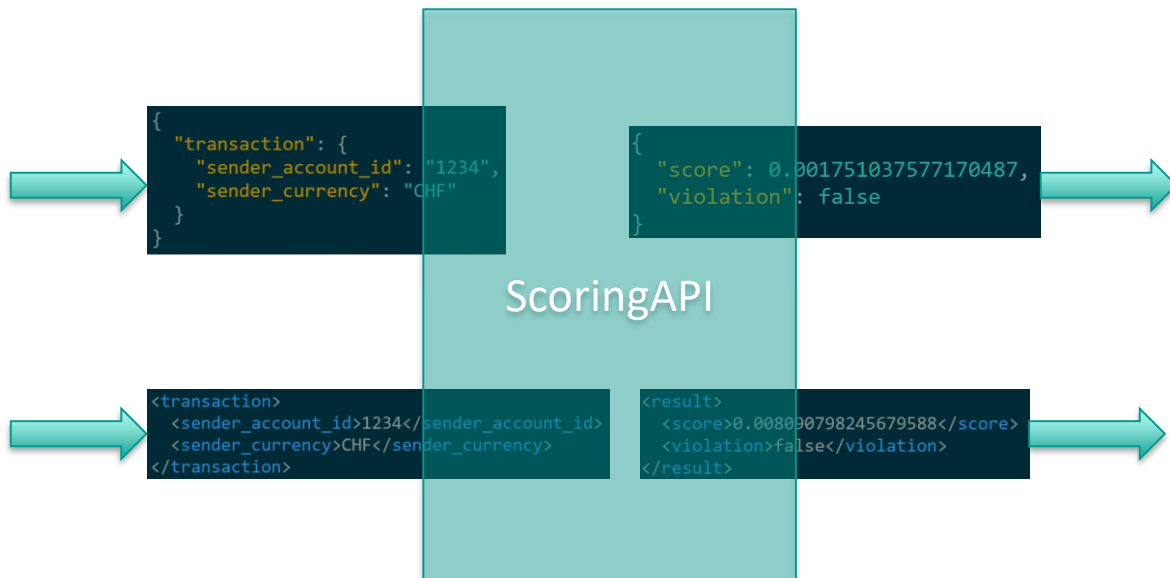 {
  "transaction": {
    "sender_account_id": "1234",
    "sender_currency": "CHF"
  }
}
{
  "score": 0.001751037577170487,
  "violation": false
}
ScoringAPI
<transaction>
  <sender_account_id>1234</sender_account_id>
  <sender_currency>CHF</sender_currency>
</transaction>
<result>
  <score>0.008090798245679588</score>
  <violation>false</violation>
</result>